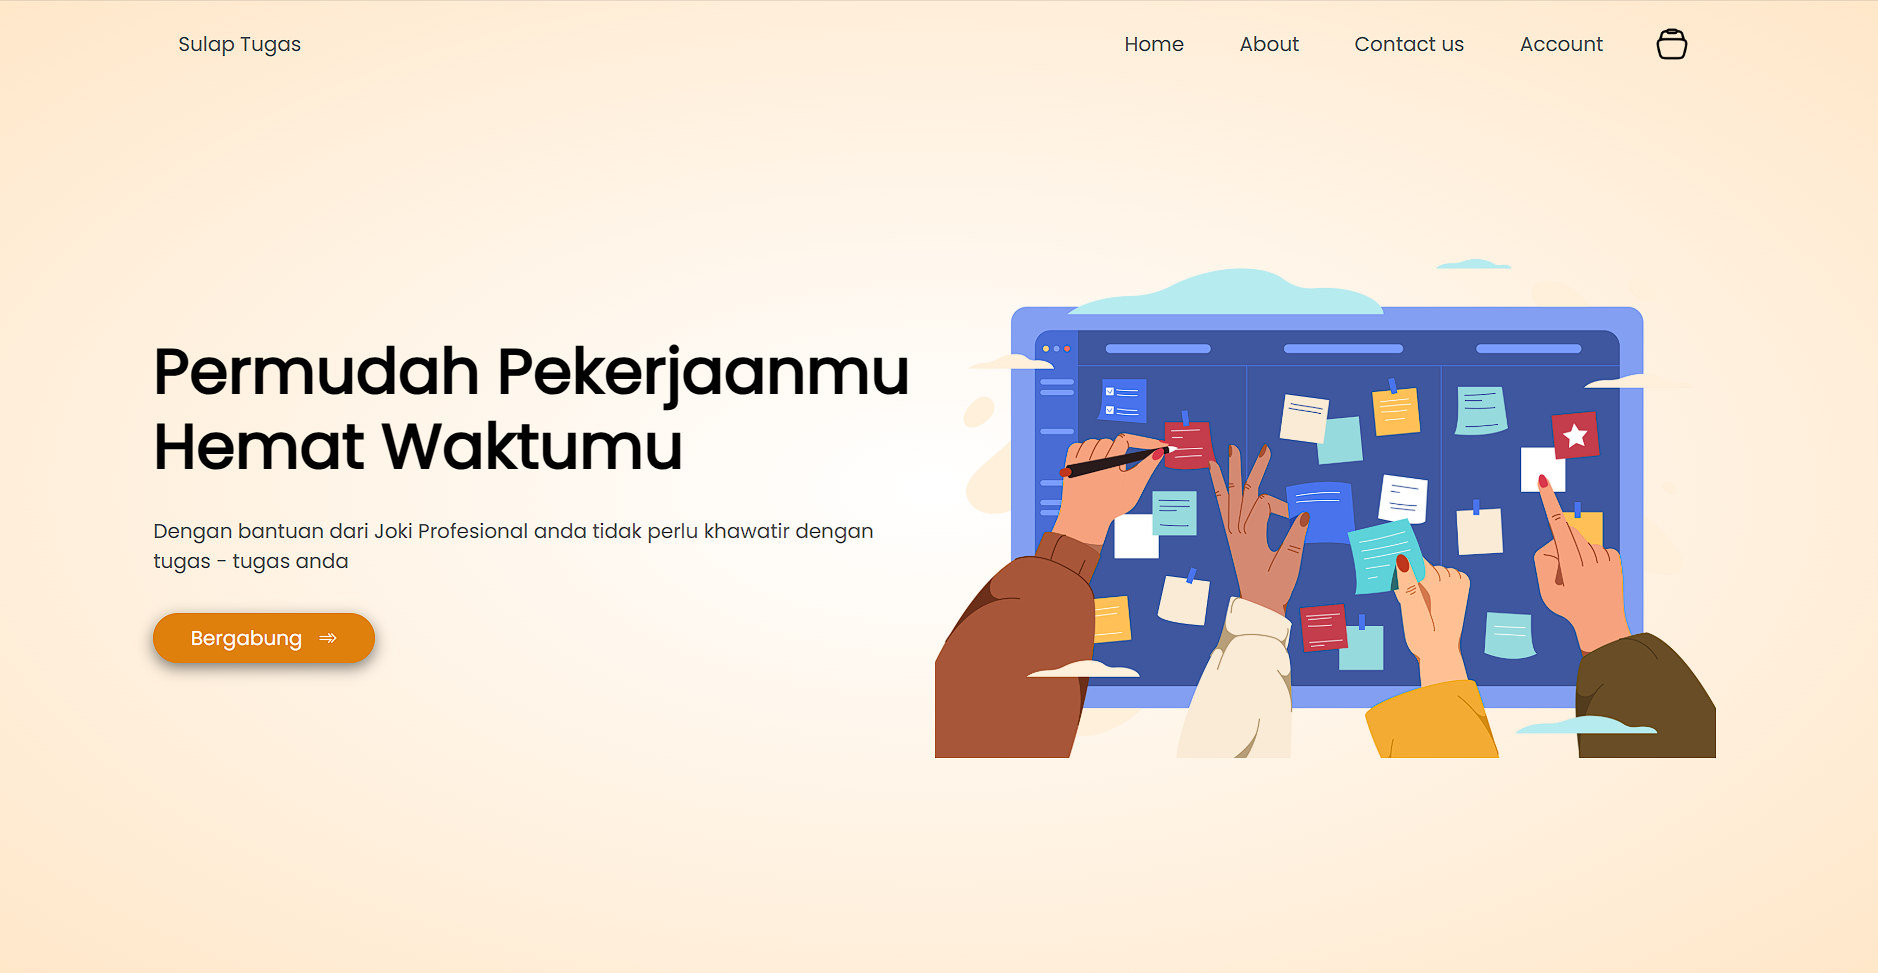 Sulap Tugas
Home
About
Contact us
Account
Permudah Pekerjaanmu
Hemat Waktumu
Dengan bantuan dari Joki Profesional anda tidak perlu khawatir dengan
tugas - tugas anda
Bergabung